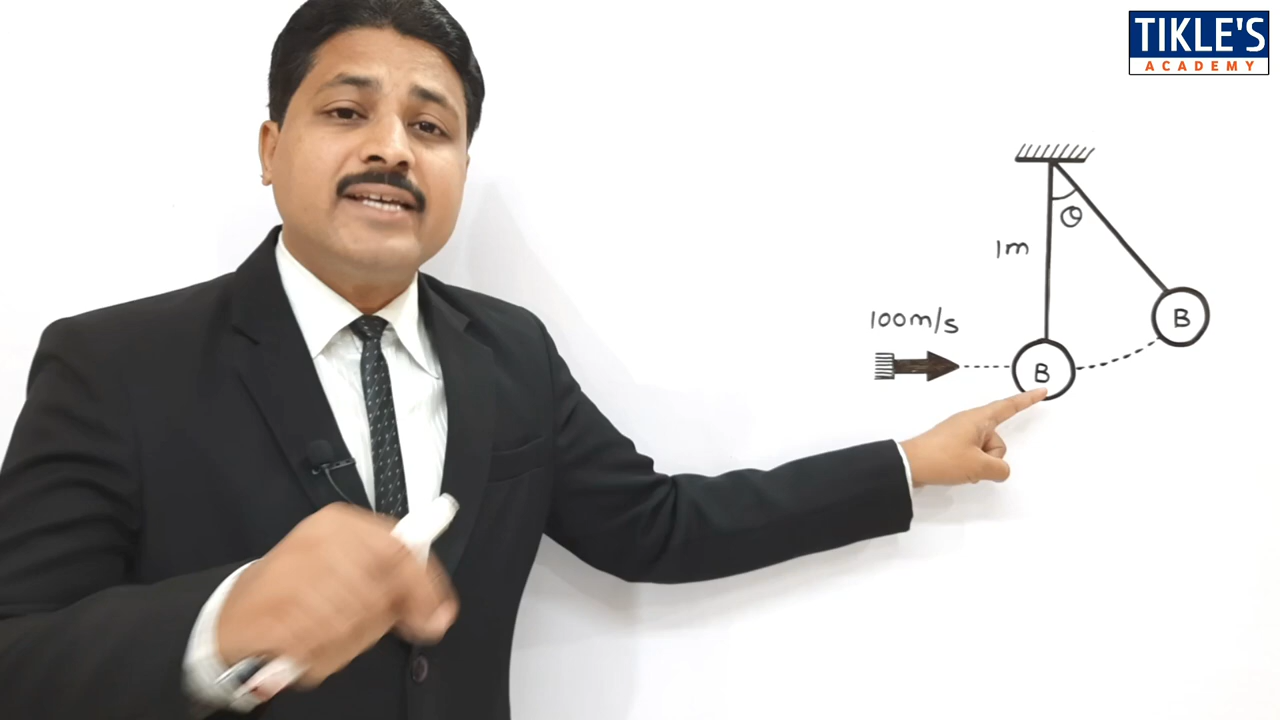 TIKLE'S
ACADEMY
θ
1m
100m/s
B
B